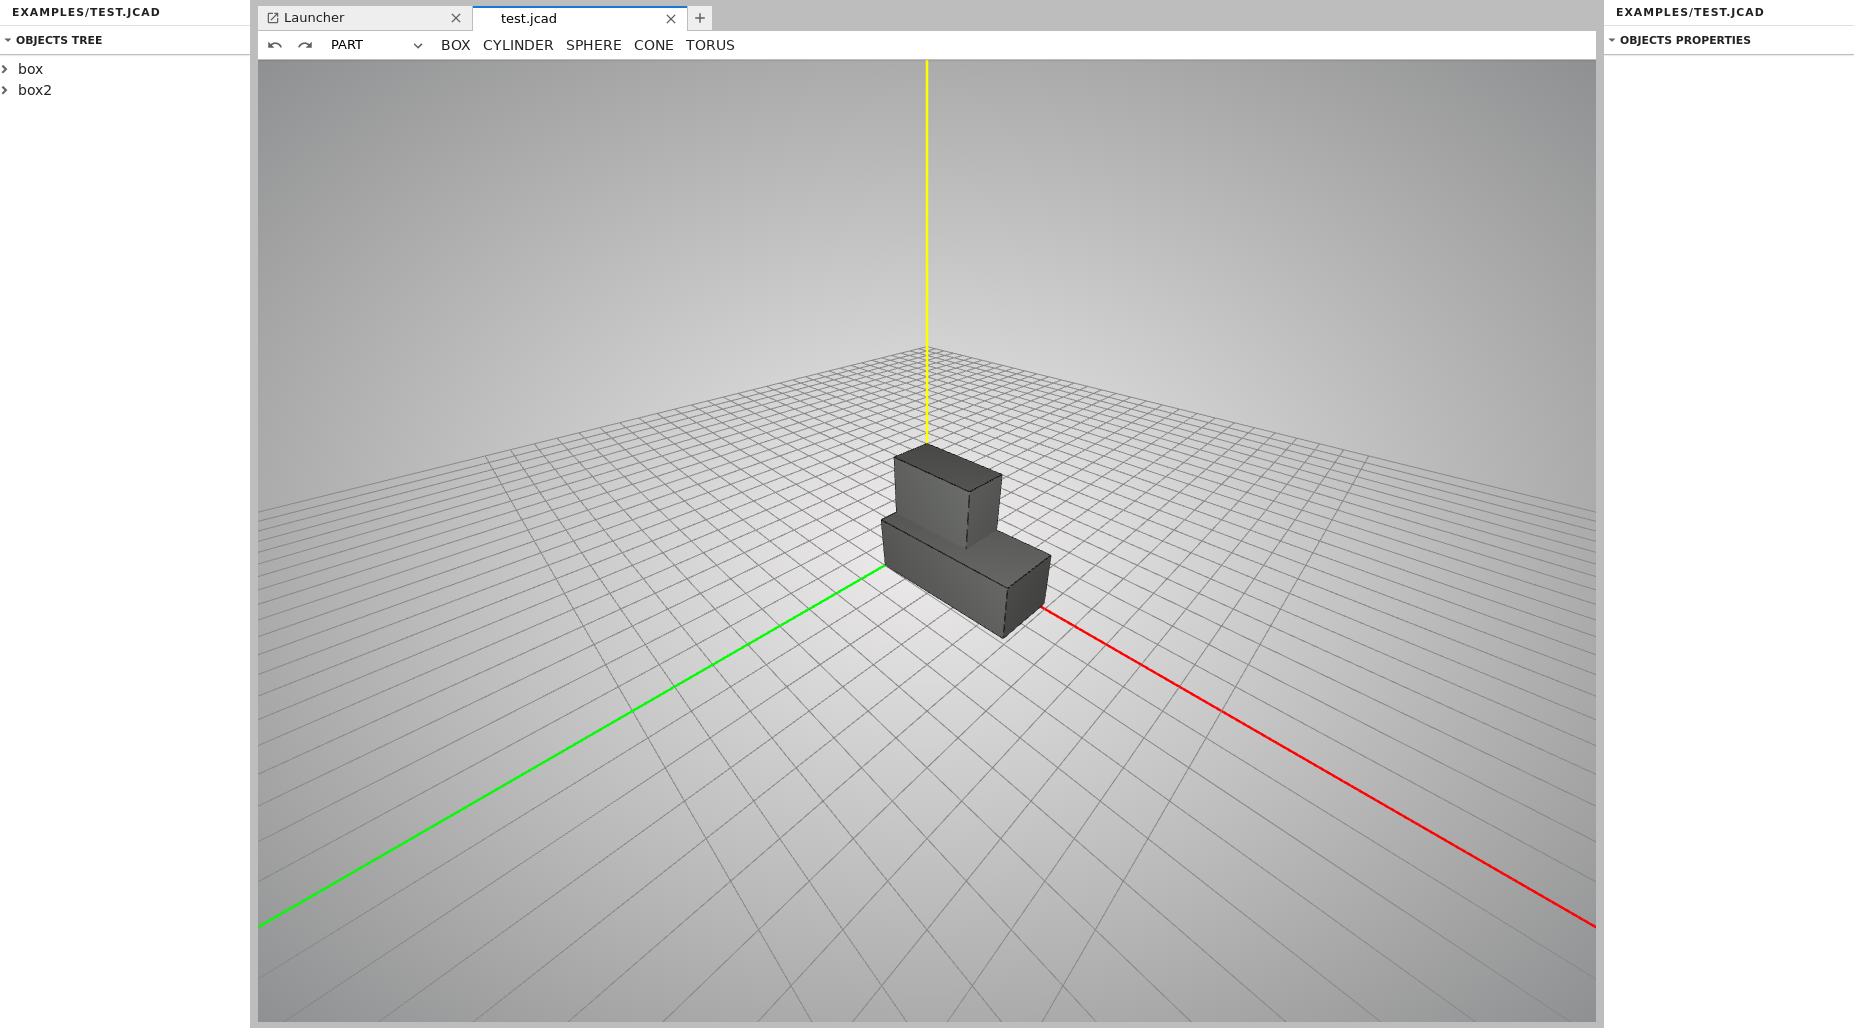 EXAMPLES/TEST.JCAD
OBJECTS TREE
box
box2
Launcher
test.jcad
PART
BOX CYLINDER SPHERE CONE TORUS
EXAMPLES/TEST.JCAD
OBJECTS PROPERTIES